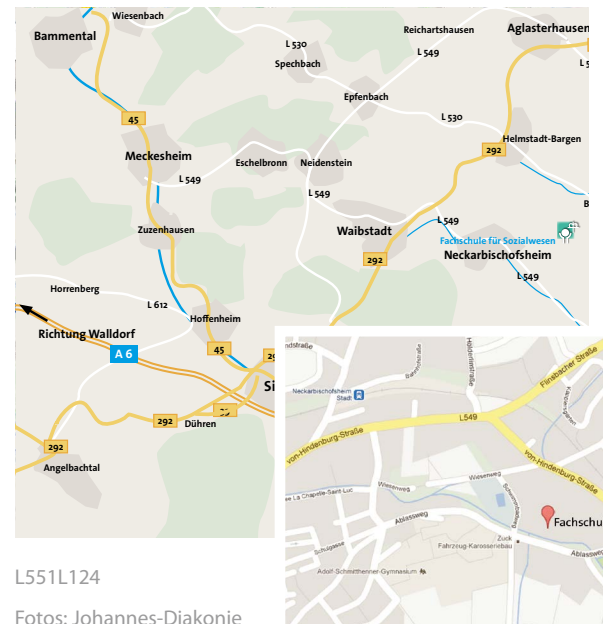 Wiesenbach
Bammental
Reichartshausen
Aglasterhausen
L 530
L 549
Spechbach
Epfenbach
45
L 530
Helmstadt-Bargen
292
Meckesheim
Eschelbronn
Neidenstein
L 549
L 549
Zuzenhausen
Waibstadt
L 549
Fachschule für Sozialwesen
Neckarbischofsheim
292
L 549
Horrenberg
L 612
Hoffenheim
Richtung Walldorf
A 6
45
292
Dühren
292
Angelbachtal
Hölderlinstraße
Flinsbacher Straße
Neckarbischofsheim
Stadt
L549
von-Hindenburg-Straße
von-Hindenburg-Straße
Wiesenweg
Wiesenweg
Schwimmbadweg
Ablassweg
Fachschu
Schulgasse
Zuck
Fahrzeug-Karosseriebau
Ablassweg
Adolf-Schmitthenner-Gymnasium
L551L124
Fotos: Johannes-Diakonie